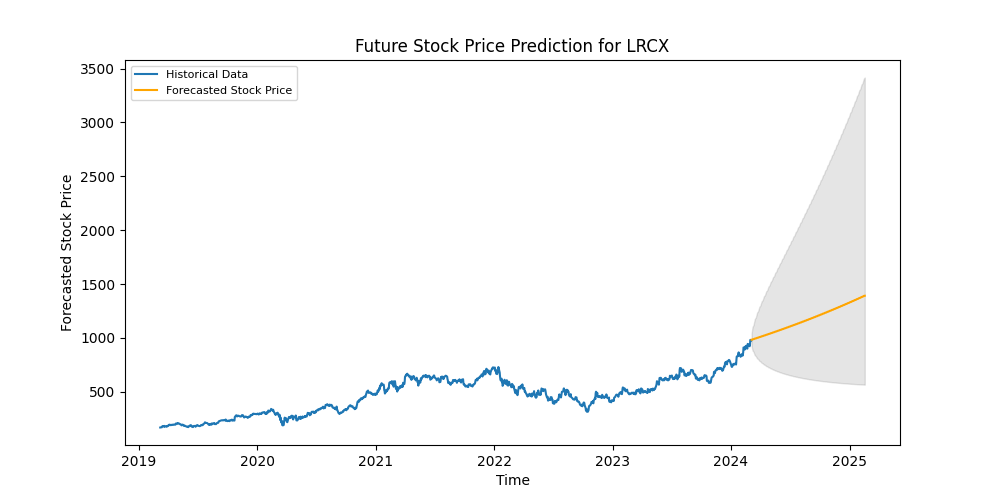 Future Stock Price Prediction for LRCX
Historical Data
Forecasted Stock Price
Forecasted Stock Price
3500
3000
2500
2000
1500
1000
500
2019 2020 2021 2022 2023 2024 2025
Time